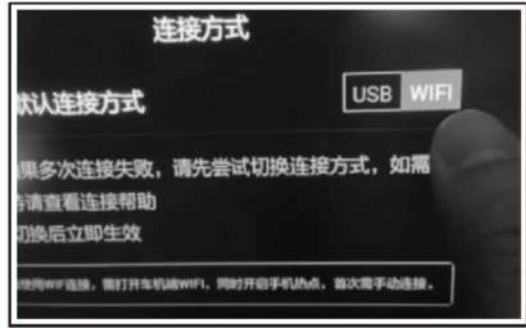 连接方式
默认连接方式
USB WIFI
如果多次连接失败，请先尝试切换连接方式，如需
请查看连接帮助
切换后立即生效
使用WIFI连接，需打开车机端WIFI，同时开启手机热点，首次需手动连接。